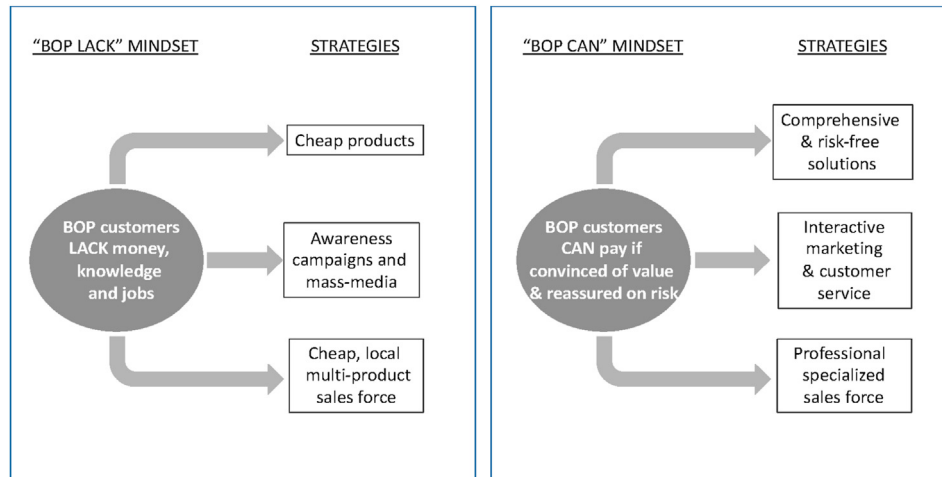 "BOP LACK" MINDSET
STRATEGIES
Cheap products
BOP customers
LACK money,
knowledge
and jobs
Awareness
campaigns and
mass-media
Cheap, local
multi-product
sales force
"BOP CAN" MINDSET
STRATEGIES
Comprehensive
& risk-free
solutions
BOP customers
CAN pay if
convinced of value
& reassured on risk
Interactive
marketing
& customer
service
Professional
specialized
sales force